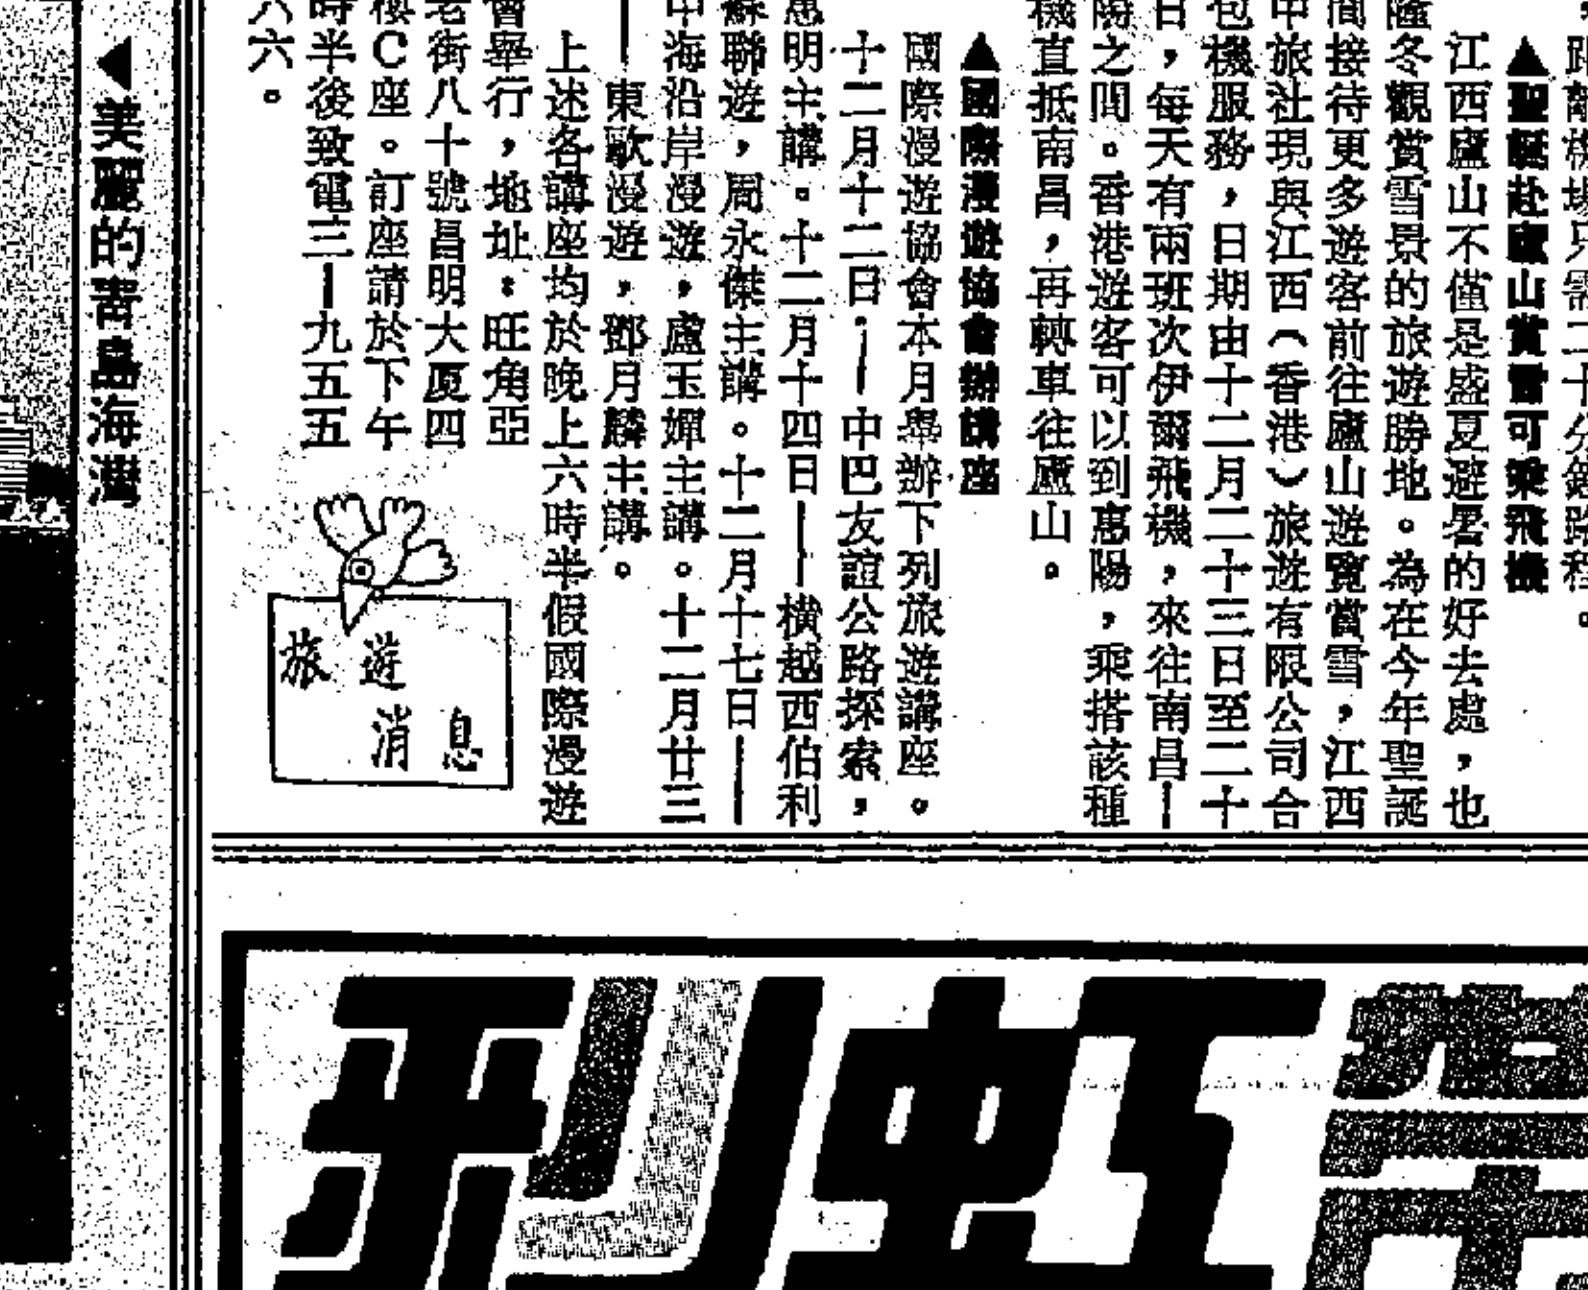 距離機場只需二十分鐘路程。
▲聖誕赴廬山賞雪可乘飛機
江西廬山不僅是盛夏避暑的好去處，也
隆冬觀賞雪景的旅遊勝地。為在今年聖誕
間接待更多遊客前往廬山遊覽賞雪，江西
中旅社現與江西（香港）旅遊有限公司合
包機服務，日期由十二月二十三日至二十
日，每天有兩班次伊爾飛機，來往南昌—
陽之間。香港遊客可以到惠陽，乘搭該種
機直抵南昌，再轉車往廬山。
▲國際漫遊協會辦講座
國際漫遊協會本月舉辦下列旅遊講座。
十二月十二日·—中巴友誼公路探索，
惠明主講。十二月十四日——橫越西伯利
蘇聯遊，周永傑主講。十二月十七日——
中海沿岸漫遊，盧玉嬋主講。十二月廿三
—東歐漫遊，鄧月麟主講。
上述各講座均於晚上六時半假國際漫遊
會舉行，地址：旺角亞
老街八十號昌明大厦四
樓C座。訂座請於下午
時半後致電三—九五五
六六。
旅遊
消息
◀美麗的青島海灣
彩虹